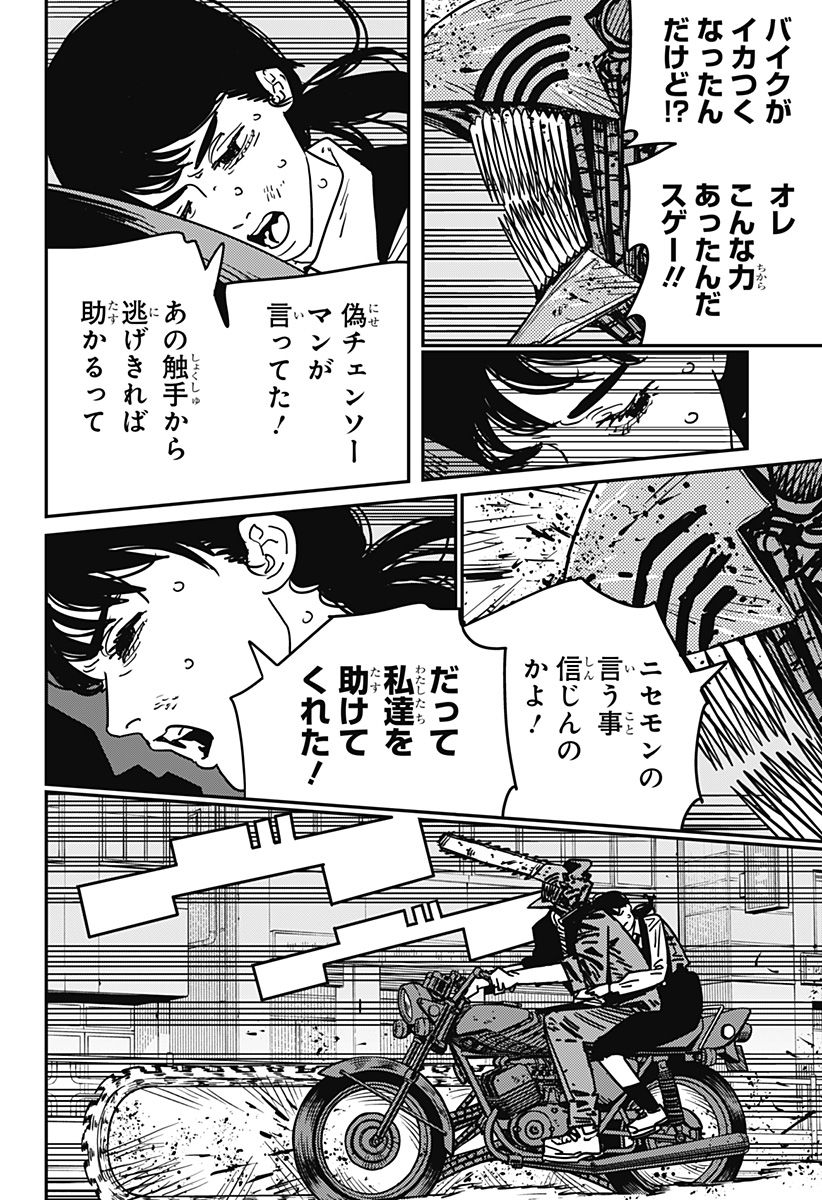 バイクが
イカつく
なったん
だけど!?
オレ
こんな力
あったんだ
スゲー!!
偽チェンソー
マンが
言ってた!
あの触手から
逃げきれば
助かるって
ニセモンの
言う事
信じんの
かよ!
だって
私達を
助けて
くれた!